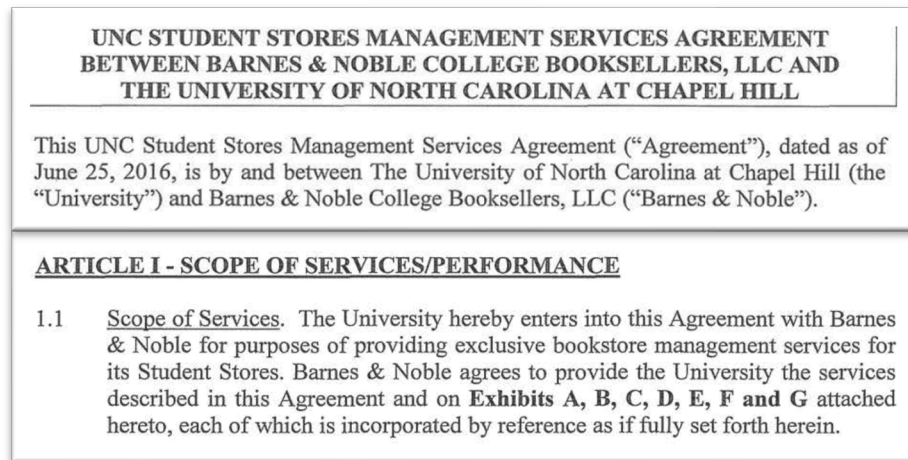 UNC STUDENT STORES MANAGEMENT SERVICES AGREEMENT
BETWEEN BARNES & NOBLE COLLEGE BOOKSELLERS, LLC AND
THE UNIVERSITY OF NORTH CAROLINA AT CHAPEL HILL
This UNC Student Stores Management Services Agreement (“Agreement”), dated as of
June 25, 2016, is by and between The University of North Carolina at Chapel Hill (the
“University”) and Barnes & Noble College Booksellers, LLC (“Barnes & Noble”).
ARTICLE I - SCOPE OF SERVICES/PERFORMANCE
1.1 Scope of Services. The University hereby enters into this Agreement with Barnes
& Noble for purposes of providing exclusive bookstore management services for
its Student Stores. Barnes & Noble agrees to provide the University the services
described in this Agreement and on Exhibits A, B, C, D, E, F and G attached
hereto, each of which is incorporated by reference as if fully set forth herein.